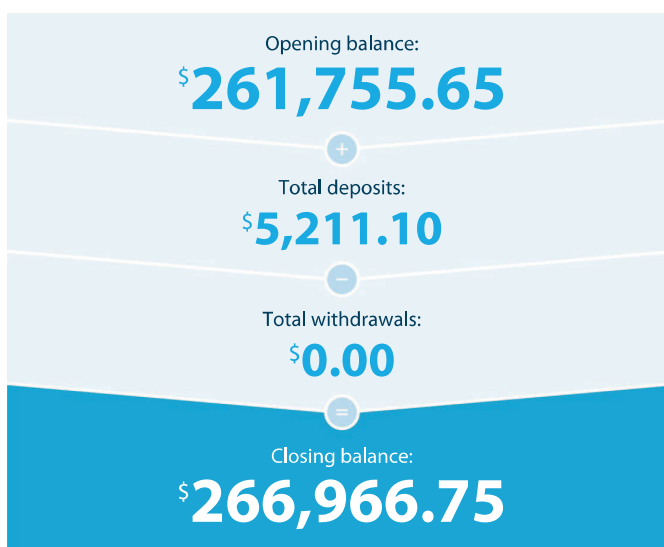 Opening balance:
$261,755.65
+
Total deposits:
$5,211.10
−
Total withdrawals:
$0.00
=
Closing balance:
$266,966.75